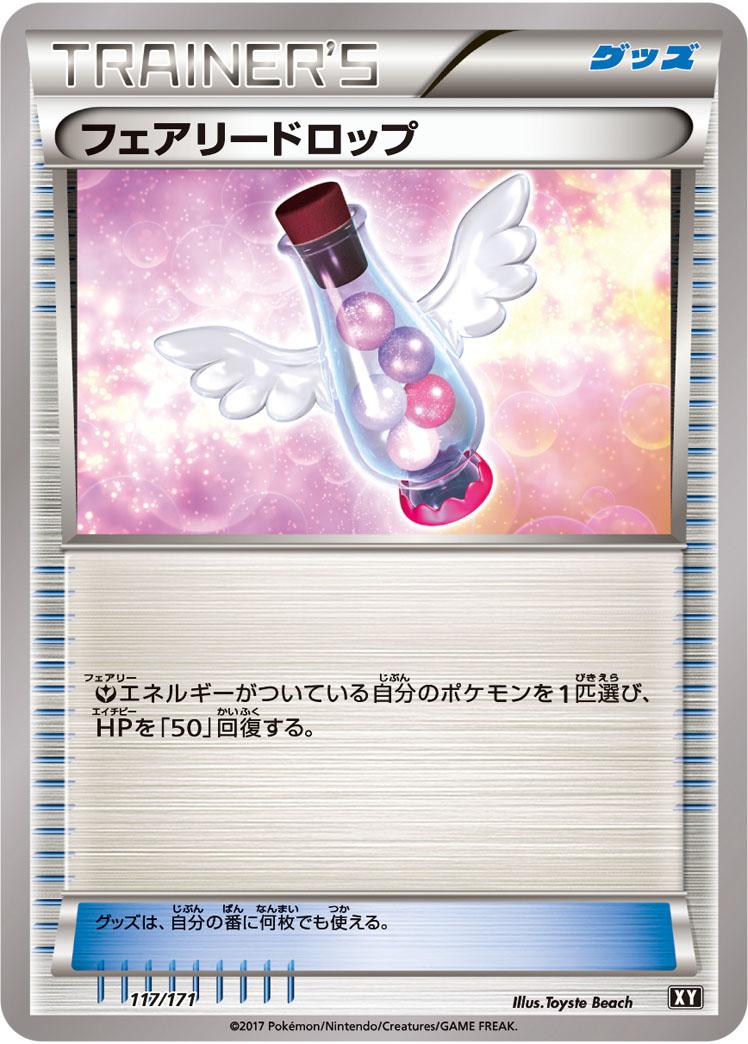 TRAINER'S
グッズ
フェアリードロップ
フェアリー じぶん びきえら
エネルギーがついている自分のポケモンを1匹選び、
エイチピー かいふく
HPを「50」回復する。
じぶん ばん なんまい つか
グッズは、自分の番に何枚でも使える。
117/171
Illus.Toyste Beach
XY
©2017 Pokémon/Nintendo/Creatures/GAME FREAK.